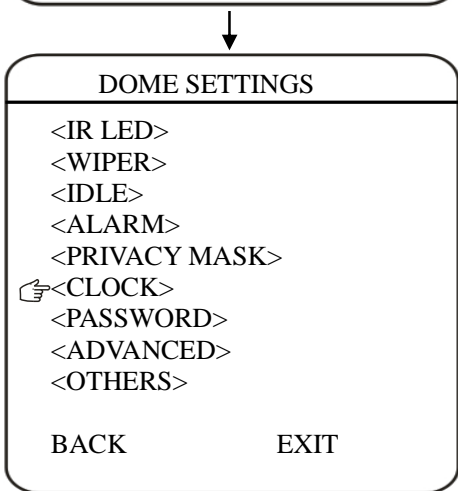 DOME SETTINGS
<IR LED>
<WIPER>
<IDLE>
<ALARM>
<PRIVACY MASK>
<CLOCK>
<PASSWORD>
<ADVANCED>
<OTHERS>
BACK EXIT